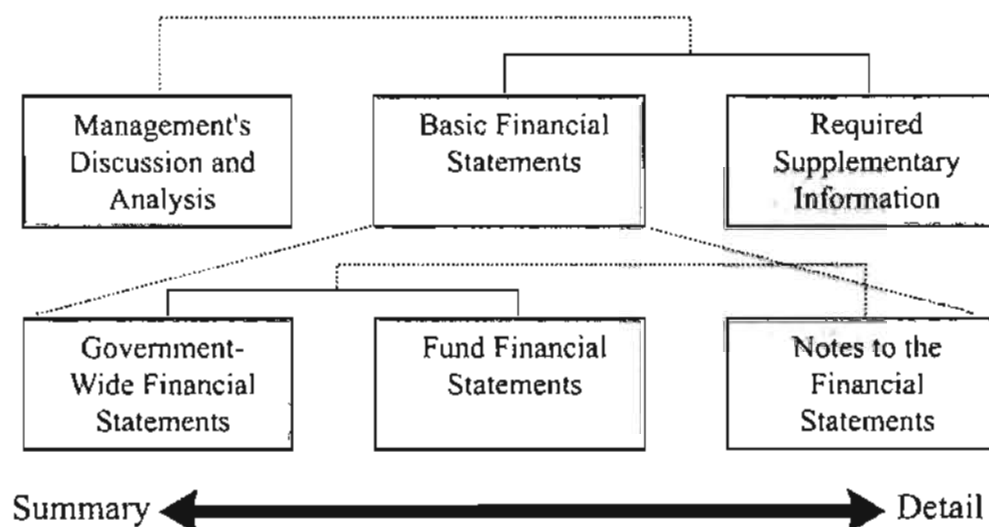 Management's
Discussion and
Analysis
Basic Financial
Statements
Required
Supplementary
Information
Government-
Wide Financial
Statements
Fund Financial
Statements
Notes to the
Financial
Statements
Summary
Detail